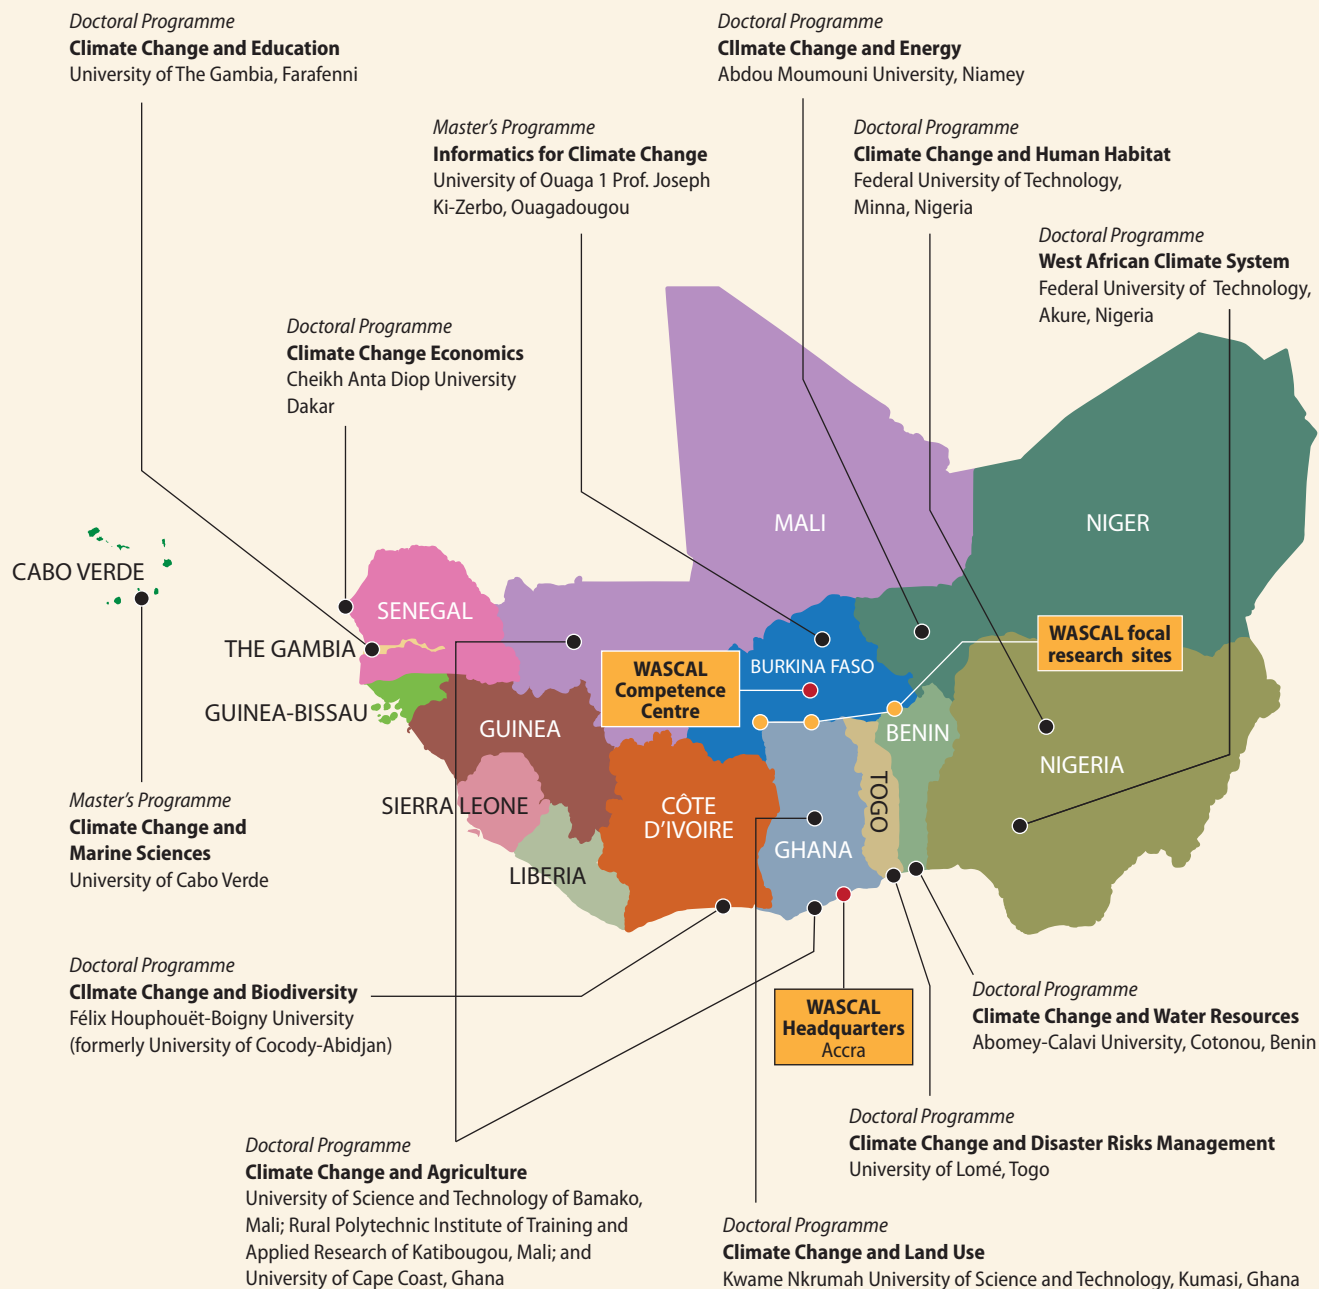 Doctoral Programme
Climate Change and Education
University of The Gambia, Farafenni
Doctoral Programme
ClImate Change and Energy
Abdou Moumouni University, Niamey
Master's Programme
Informatics for Climate Change
University of Ouaga 1 Prof. Joseph
Ki-Zerbo, Ouagadougou
Doctoral Programme
Climate Change and Human Habitat
Federal University of Technology,
Minna, Nigeria
Doctoral Programme
West African Climate System
Federal University of Technology,
Akure, Nigeria
Doctoral Programme
Climate Change Economics
Cheikh Anta Diop University
Dakar
MALI
NIGER
CABO VERDE
SENEGAL
THE GAMBIA
WASCAL focal
research sites
WASCAL
Competence
Centre
BURKINA FASO
GUINEA-BISSAU
GUINEA
BENIN
NIGERIA
SIERRA LEONE
CÔTE
D'IVOIRE
TOGO
GHANA
LIBERIA
Master's Programme
Climate Change and
Marine Sciences
University of Cabo Verde
Doctoral Programme
ClImate Change and Biodiversity
Félix Houphouët-Boigny University
(formerly University of Cocody-Abidjan)
WASCAL
Headquarters
Accra
Doctoral Programme
Climate Change and Water Resources
Abomey-Calavi University, Cotonou, Benin
Doctoral Programme
Climate Change and Disaster Risks Management
University of Lomé, Togo
Doctoral Programme
Climate Change and Agriculture
University of Science and Technology of Bamako,
Mali; Rural Polytechnic Institute of Training and
Applied Research of Katibougou, Mali; and
University of Cape Coast, Ghana
Doctoral Programme
Climate Change and Land Use
Kwame Nkrumah University of Science and Technology, Kumasi, Ghana